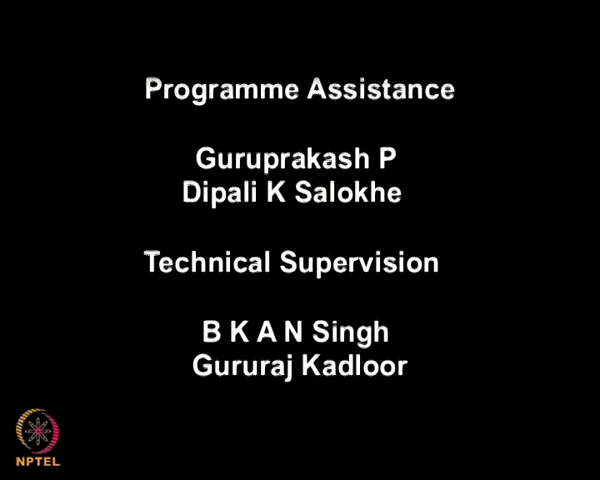 Programme Assistance
Guruprakash P
Dipali K Salokhe
Technical Supervision
B K A N Singh
Gururaj Kadloor
NPTEL